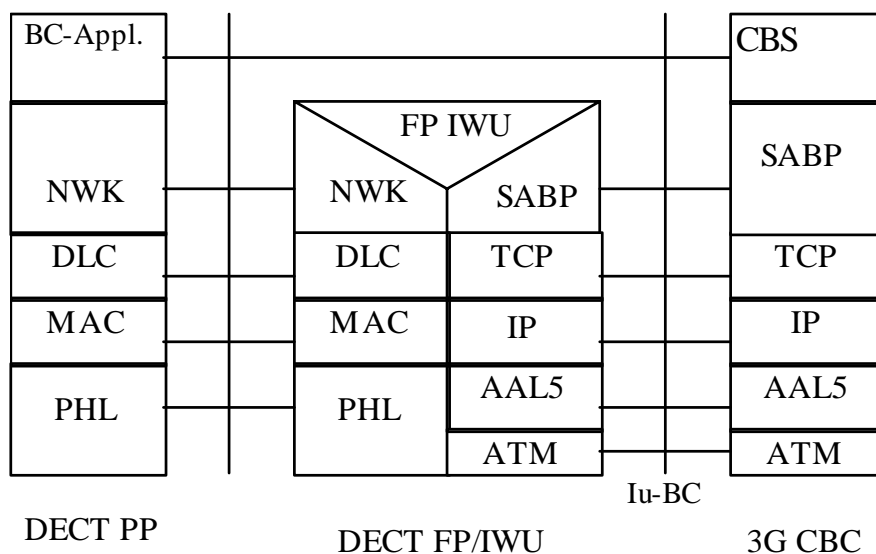 BC-Appl.
CBS
FP IWU
SABP
NWK
NWK
SABP
DLC
DLC
TCP
TCP
MAC
MAC
IP
IP
PHL
PHL
AAL5
AAL5
ATM
ATM
Iu-BC
DECT PP
DECT FP/IWU
3G CBC